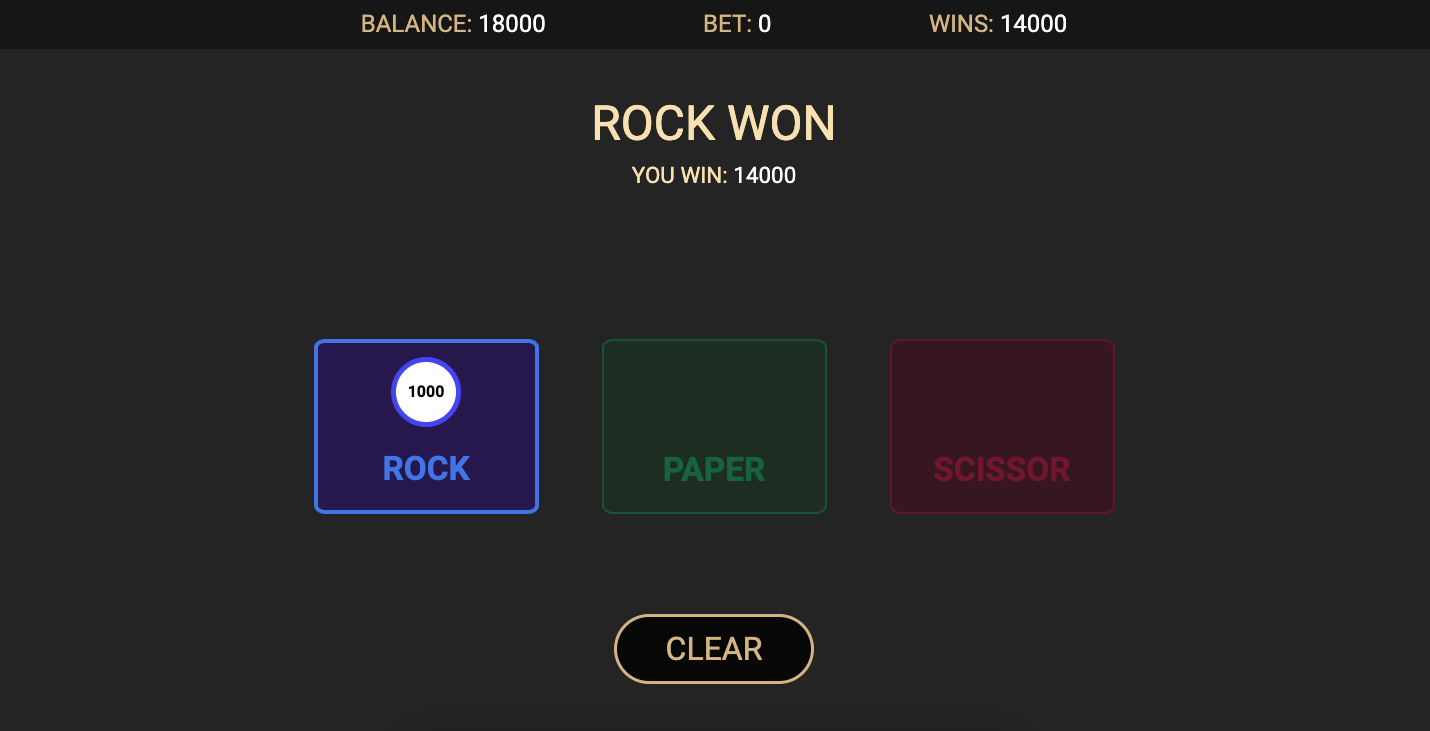 BALANCE: 18000 BET: 0 WINS: 14000
ROCK WON
YOU WIN: 14000
1000
ROCK PAPER SCISSOR
CLEAR